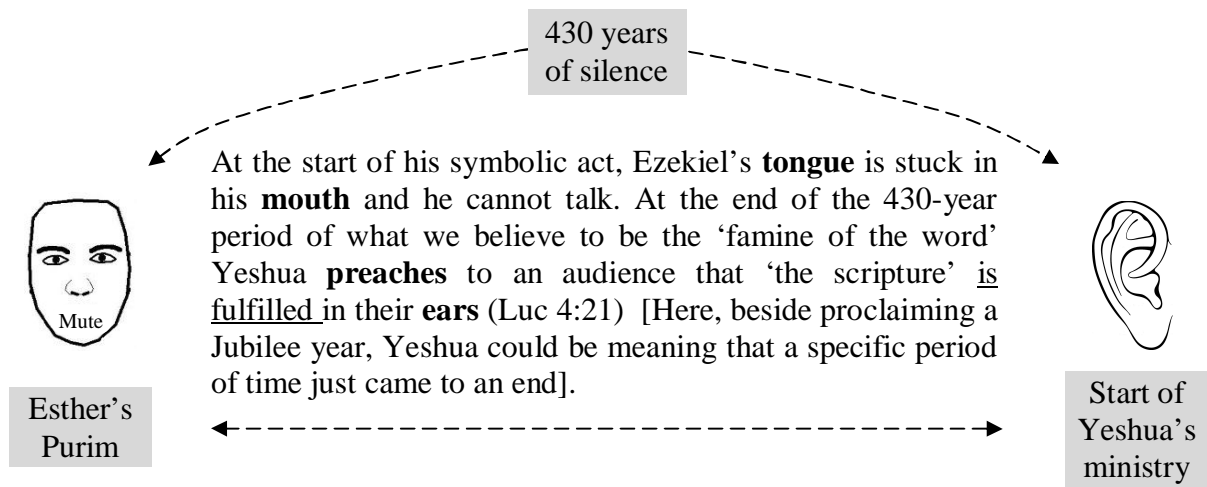 430 years
of silence
At the start of his symbolic act, Ezekiel’s tongue is stuck in
his mouth and he cannot talk. At the end of the 430-year
period of what we believe to be the ‘famine of the word’
Yeshua preaches to an audience that ‘the scripture’ is
fulfilled in their ears (Luc 4:21) [Here, beside proclaiming a
Jubilee year, Yeshua could be meaning that a specific period
of time just came to an end].
Mute
Esther’s
Purim
Start of
Yeshua’s
ministry